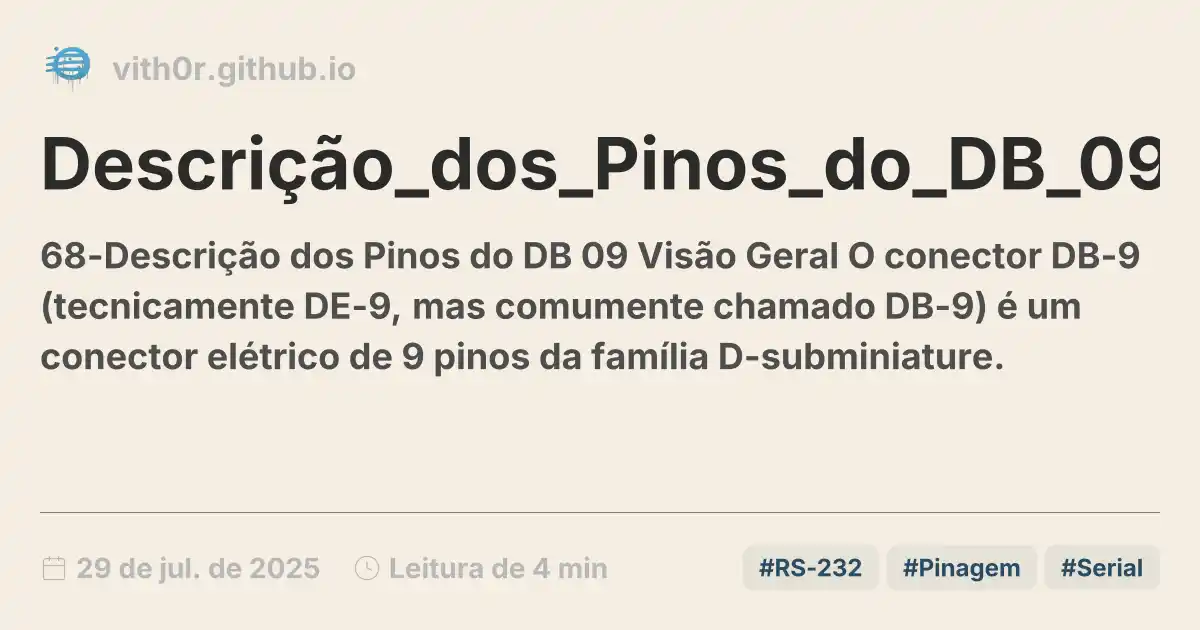 vith0r.github.io
Descrição_dos_Pinos_do_DB_09
68-Descrição dos Pinos do DB 09 Visão Geral O conector DB-9
(tecnicamente DE-9, mas comumente chamado DB-9) é um
conector elétrico de 9 pinos da família D-subminiature.
29 de jul. de 2025 Leitura de 4 min #RS-232 #Pinagem #Serial